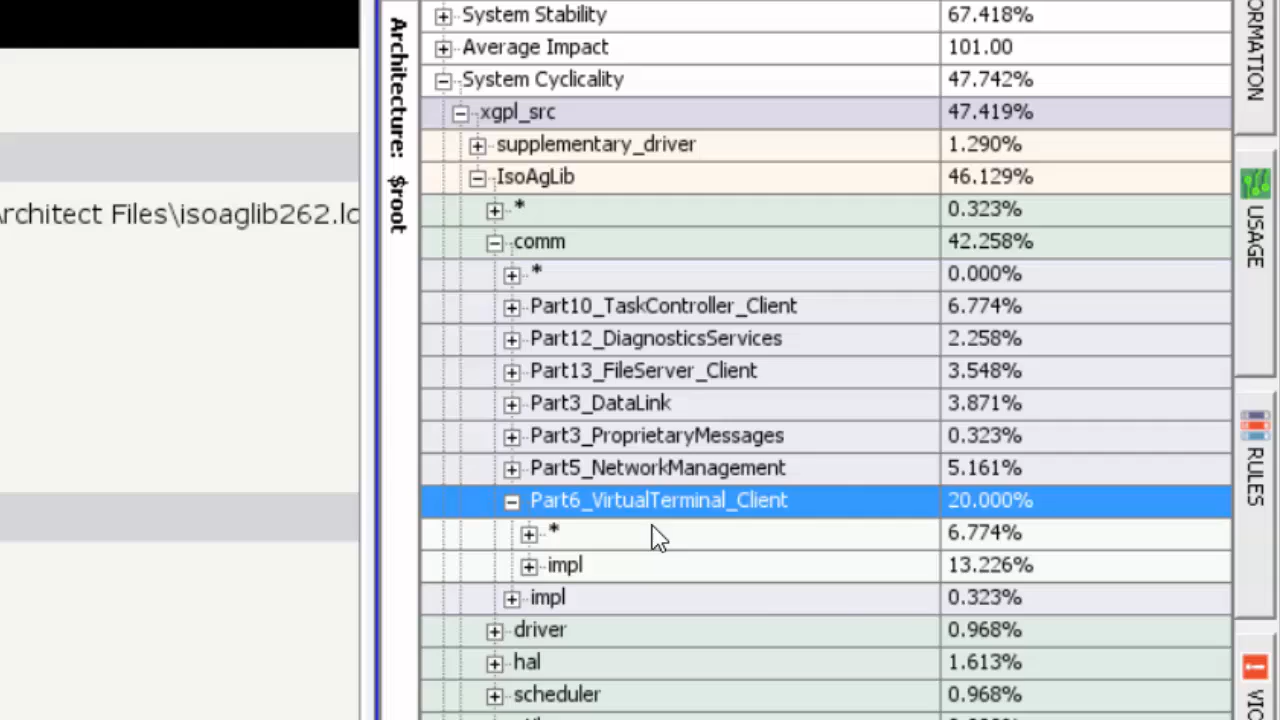 System Stability 67.418%
Average Impact 101.00
System Cyclicality 47.742%
xgpl_src 47.419%
supplementary_driver 1.290%
IsoAgLib 46.129%
* 0.323%
comm 42.258%
* 0.000%
Part10_TaskController_Client 6.774%
Part12_DiagnosticsServices 2.258%
Part13_FileServer_Client 3.548%
Part3_DataLink 3.871%
Part3_ProprietaryMessages 0.323%
Part5_NetworkManagement 5.161%
Part6_VirtualTerminal_Client 20.000%
* 6.774%
impl 13.226%
impl 0.323%
driver 0.968%
hal 1.613%
scheduler 0.968%
Architecture: $root
rchitect Files\isoaglib262.lc
ORMATION
USAGE
RULES
VIO